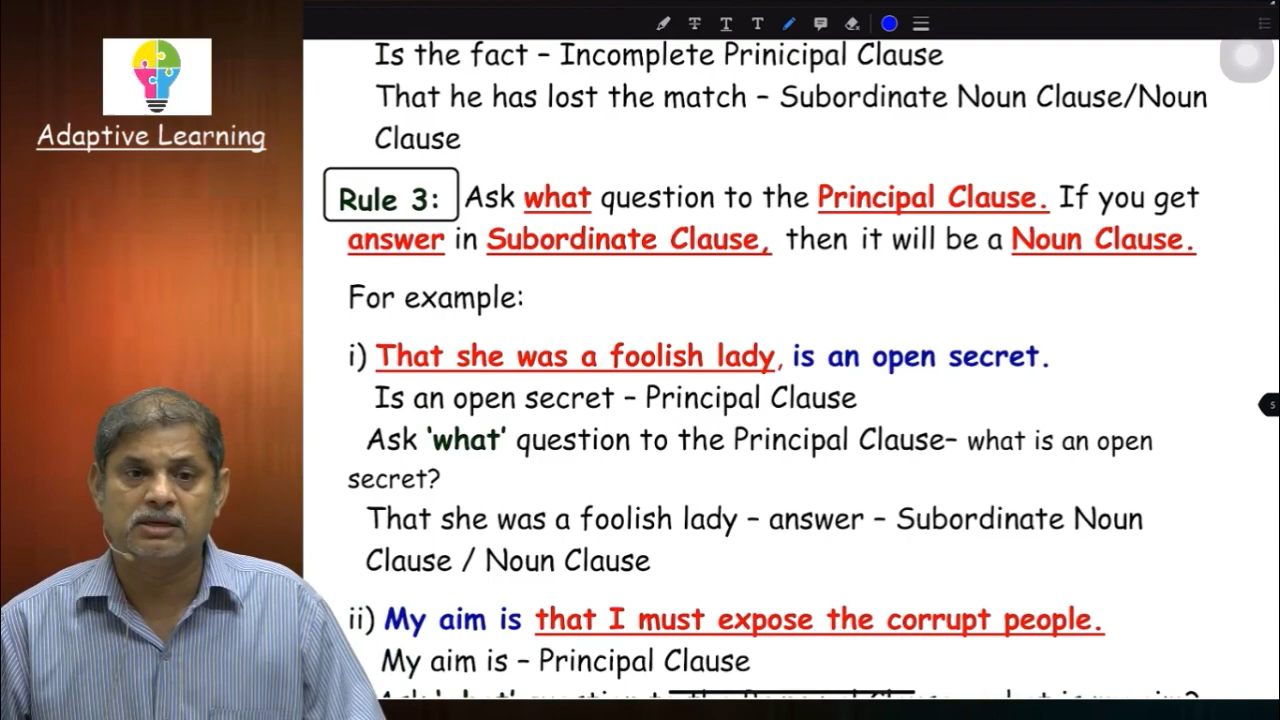 Is the fact – Incomplete Prinicipal Clause
That he has lost the match – Subordinate Noun Clause/Noun
Clause
Adaptive Learning
Rule 3: Ask what question to the Principal Clause. If you get
answer in Subordinate Clause, then it will be a Noun Clause.
For example:
i) That she was a foolish lady, is an open secret.
Is an open secret – Principal Clause
Ask ‘what’ question to the Principal Clause– what is an open
secret?
That she was a foolish lady – answer – Subordinate Noun
Clause / Noun Clause
ii) My aim is that I must expose the corrupt people.
My aim is – Principal Clause